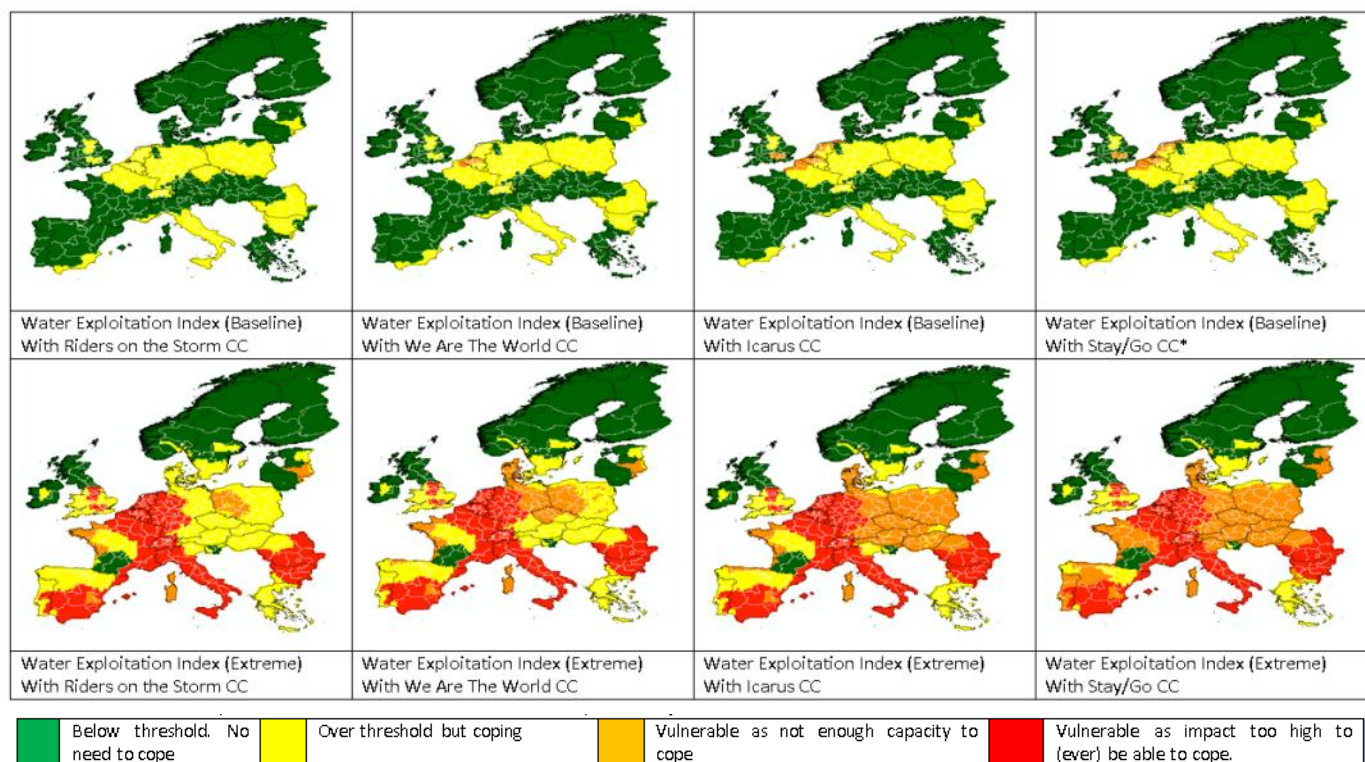 Water Exploitation Index (Baseline)
With Riders on the Storm CC
Water Exploitation Index (Baseline)
With We Are The World CC
Water Exploitation Index (Baseline)
With Icarus CC
Water Exploitation Index (Baseline)
With Stay/Go CC*
Water Exploitation Index (Extreme)
With Riders on the Storm CC
Water Exploitation Index (Extreme)
With We Are The World CC
Water Exploitation Index (Extreme)
With Icarus CC
Water Exploitation Index (Extreme)
With Stay/Go CC
Below threshold. No
need to cope
Over threshold but coping
Vulnerable as not enough capacity to
cope
Vulnerable as impact too high to
(ever) be able to cope.